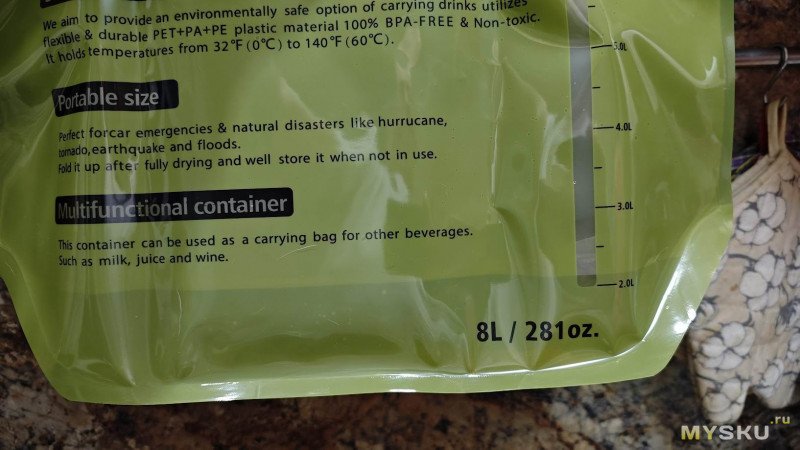 We aim to provide an environmentally safe option of carrying drinks utilizes
flexible & durable PET+PA+PE plastic material 100% BPA-FREE & Non-toxic.
It holds temperatures from 32°F (0°C) to 140°F (60°C).
5.0L
Portable size
Perfect forcar emergencies & natural disasters like hurrucane,
tornado,earthquake and floods.
Fold it up after fully drying and well store it when not in use.
4.0L
Multifunctional container
3.0L
This container can be used as a carrying bag for other beverages.
Such as milk, juice and wine.
2.0L
8L / 281oz.
MYSKU.ru